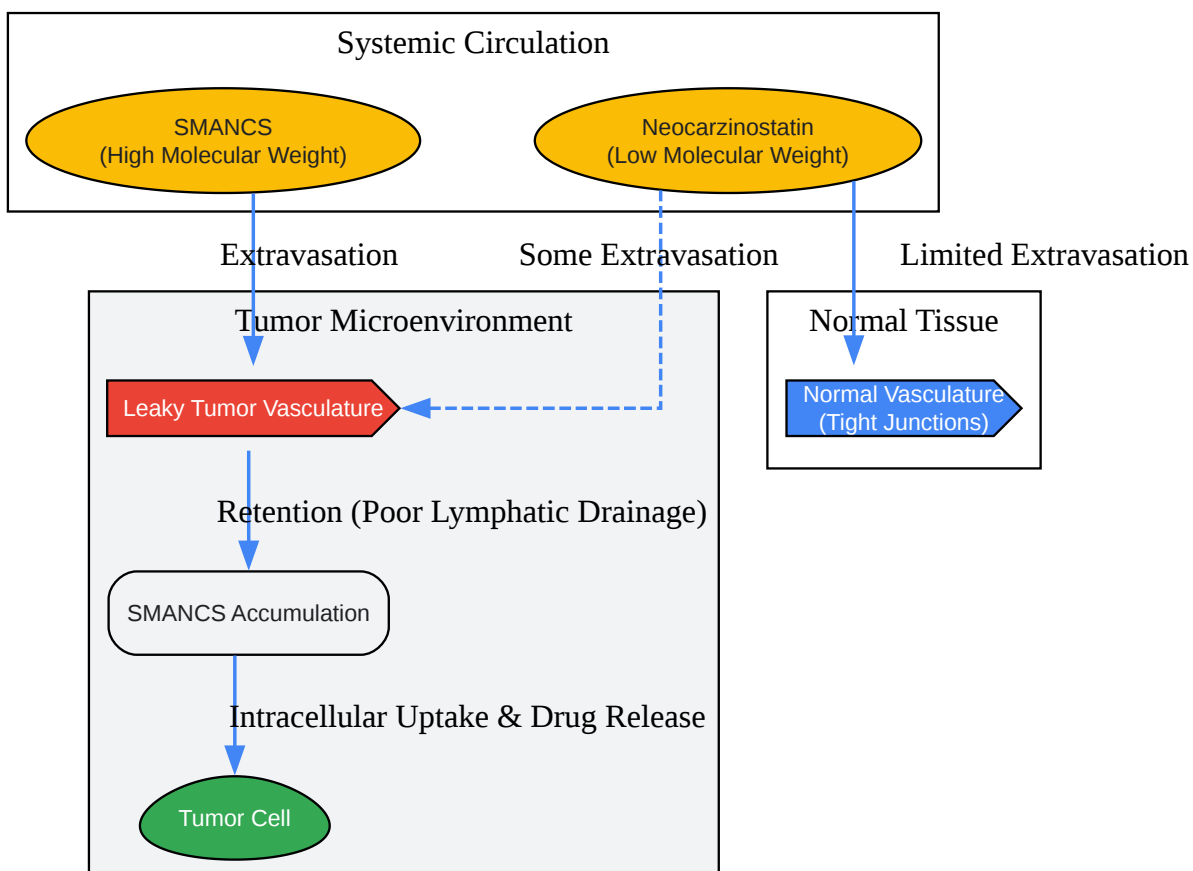 Systemic Circulation
SMANCS
(High Molecular Weight)
Neocarzinostatin
(Low Molecular Weight)
Extravasation
Some Extravasation
Limited Extravasation
Tumor Microenvironment
Normal Tissue
Leaky Tumor Vasculature
Normal Vasculature
(Tight Junctions)
Retention (Poor Lymphatic Drainage)
SMANCS Accumulation
Intracellular Uptake & Drug Release
Tumor Cell